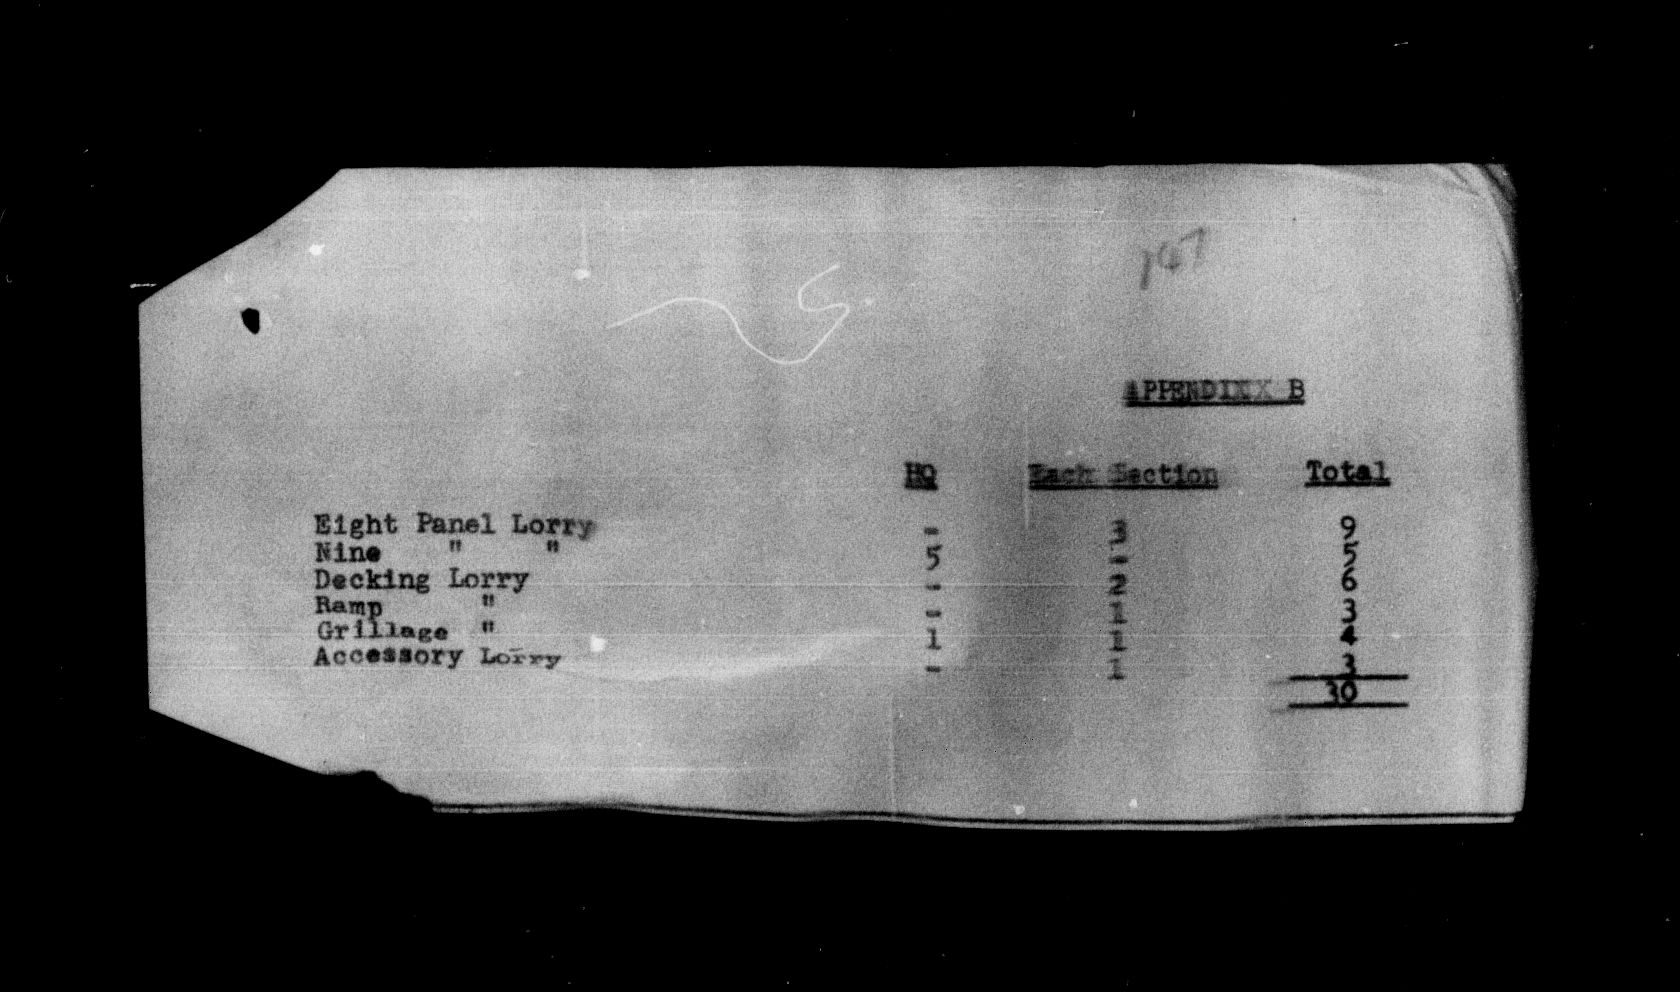 147
APPENDIXX B
HQ Each Section Total
Eight Panel Lorry - 3 9
Nine " " 5 - 5
Decking Lorry - 2 6
Ramp " - 1 3
Grillage " 1 1 4
Accessory Lorry - 1 3
30